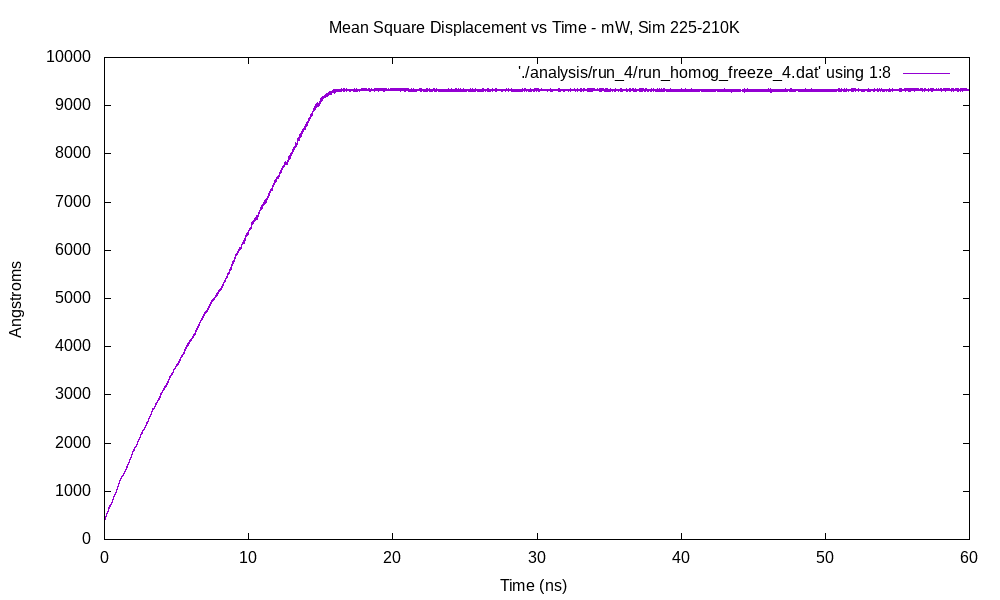 Mean Square Displacement vs Time - mW, Sim 225-210K
'./analysis/run_4/run_homog_freeze_4.dat' using 1:8
10000
9000
8000
7000
6000
5000
4000
3000
2000
1000
0
Angstroms
0 10 20 30 40 50 60
Time (ns)